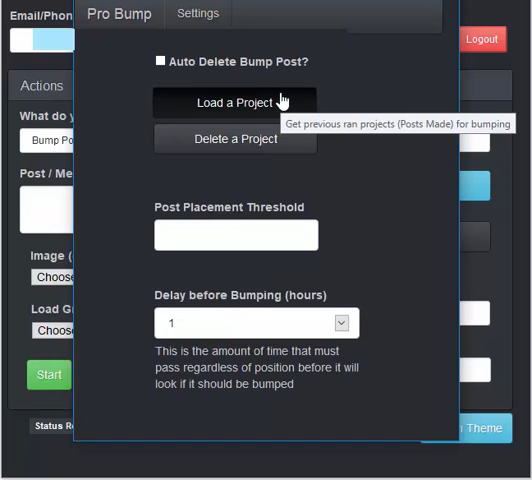 Email/Phon
Pro Bump Settings
Logout
Actions
Auto Delete Bump Post?
What do y
Load a Project
Get previous ran projects (Posts Made) for bumping
Bump Po
Delete a Project
Post / Me
Post Placement Threshold
Image (
Choose
Delay before Bumping (hours)
Load G
1
Choose
This is the amount of time that must
pass regardless of position before it will
look if it should be bumped
Start
Status Re
Theme